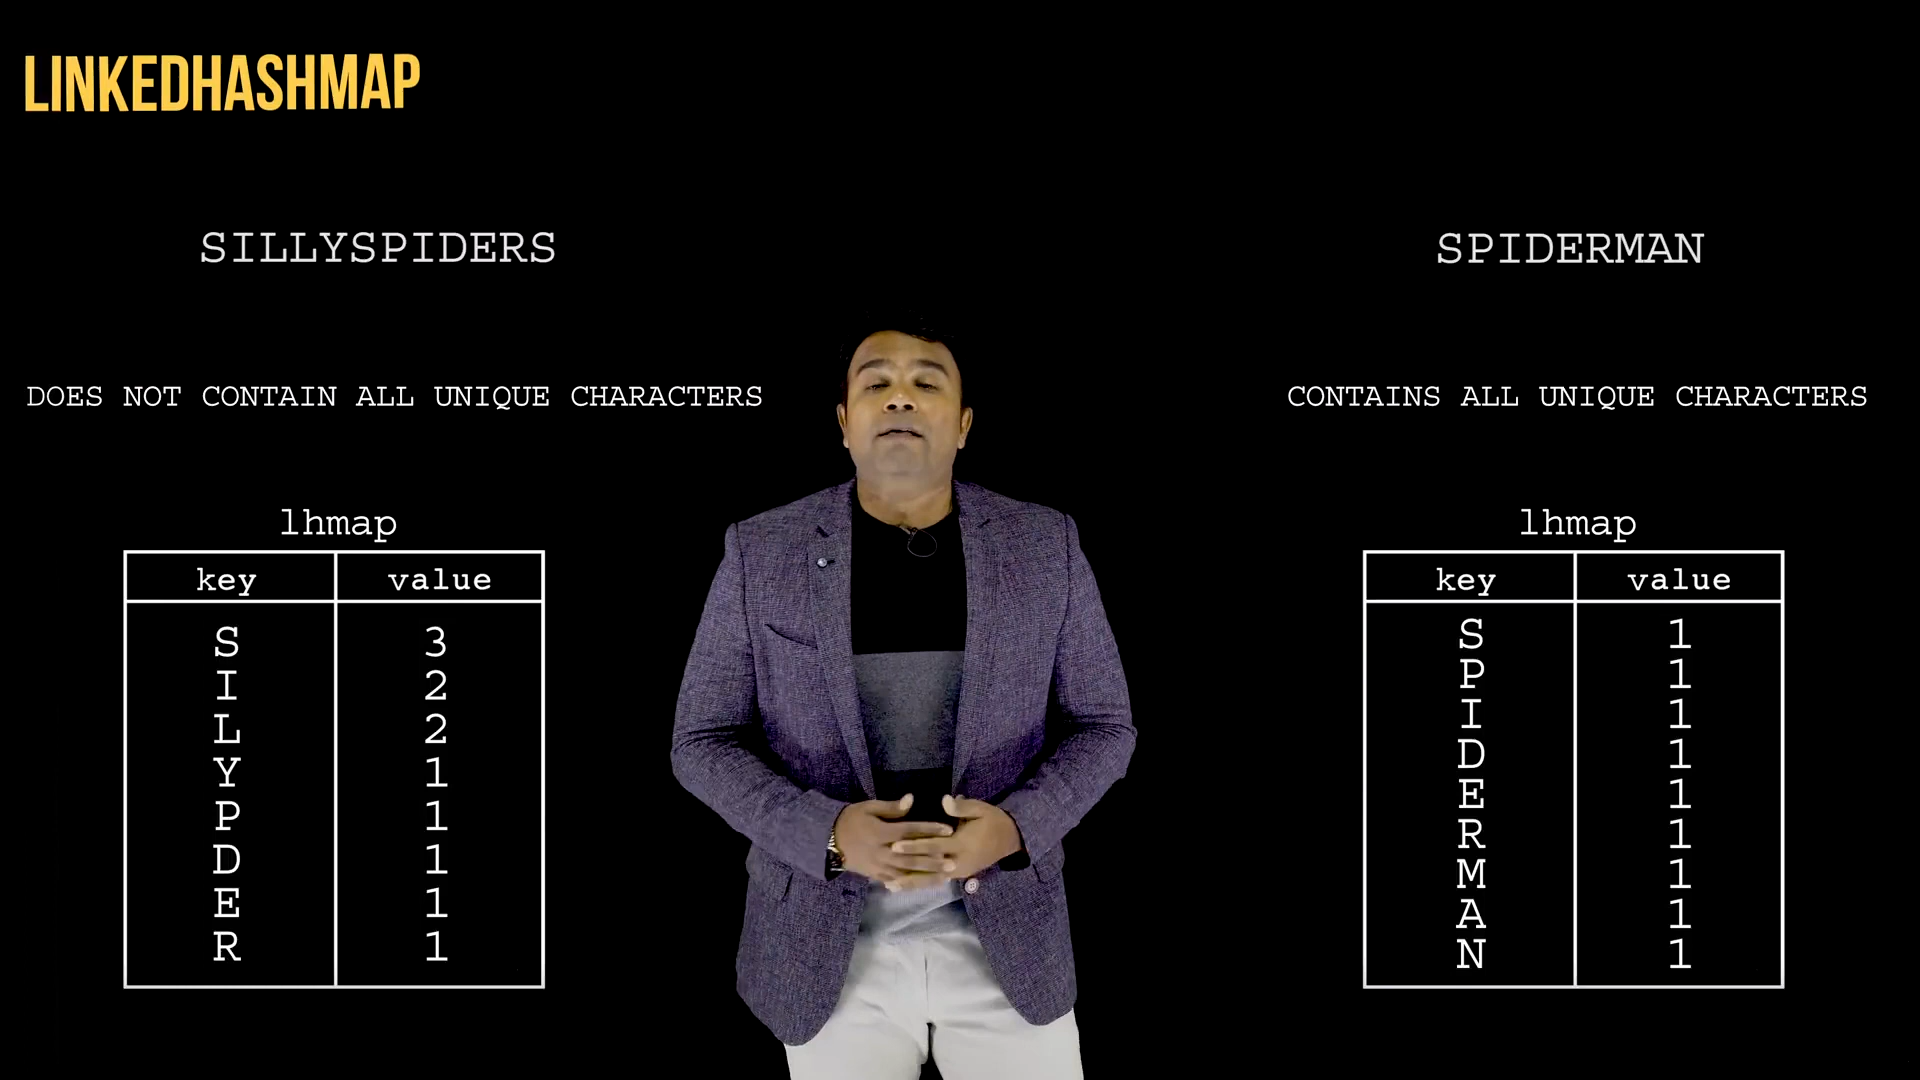 LINKEDHASHMAP
SILLYSPIDERS
DOES NOT CONTAIN ALL UNIQUE CHARACTERS
lhmap
key value
S 3
I 2
L 2
Y 1
P 1
D 1
E 1
R 1
SPIDERMAN
CONTAINS ALL UNIQUE CHARACTERS
lhmap
key value
S 1
P 1
I 1
D 1
E 1
R 1
M 1
A 1
N 1